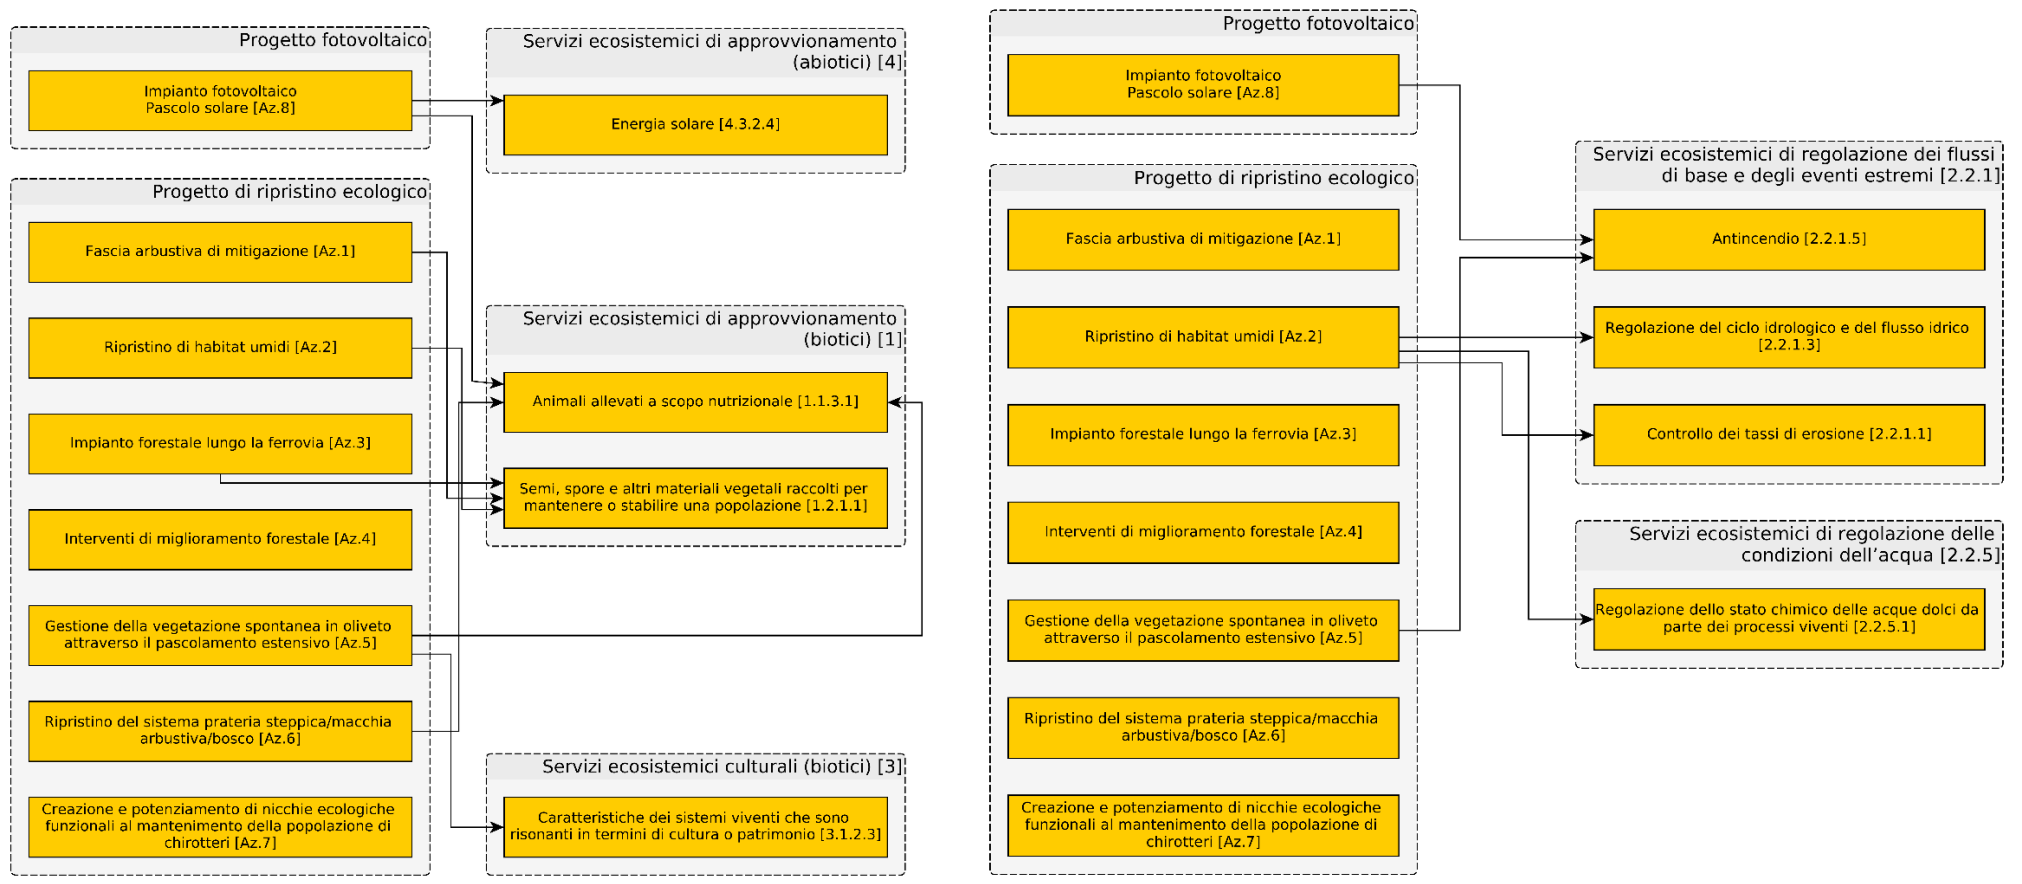 Progetto fotovoltaico
Impianto fotovoltaico
Pascolo solare [Az.8]
Progetto di ripristino ecologico
Fascia arbustiva di mitigazione [Az.1]
Ripristino di habitat umidi [Az.2]
Impianto forestale lungo la ferrovia [Az.3]
Interventi di miglioramento forestale [Az.4]
Gestione della vegetazione spontanea in oliveto
attraverso il pascolamento estensivo [Az.5]
Ripristino del sistema prateria steppica/macchia
arbustiva/bosco [Az.6]
Creazione e potenziamento di nicchie ecologiche
funzionali al mantenimento della popolazione di
chirotteri [Az.7]
Servizi ecosistemici di approvvionamento
(abiotici) [4]
Energia solare [4.3.2.4]
Servizi ecosistemici di approvvionamento
(biotici) [1]
Animali allevati a scopo nutrizionale [1.1.3.1]
Semi, spore e altri materiali vegetali raccolti per
mantenere o stabilire una popolazione [1.2.1.1]
Servizi ecosistemici culturali (biotici) [3]
Caratteristiche dei sistemi viventi che sono
risonanti in termini di cultura o patrimonio [3.1.2.3]
Progetto fotovoltaico
Impianto fotovoltaico
Pascolo solare [Az.8]
Progetto di ripristino ecologico
Fascia arbustiva di mitigazione [Az.1]
Ripristino di habitat umidi [Az.2]
Impianto forestale lungo la ferrovia [Az.3]
Interventi di miglioramento forestale [Az.4]
Gestione della vegetazione spontanea in oliveto
attraverso il pascolamento estensivo [Az.5]
Ripristino del sistema prateria steppica/macchia
arbustiva/bosco [Az.6]
Creazione e potenziamento di nicchie ecologiche
funzionali al mantenimento della popolazione di
chirotteri [Az.7]
Servizi ecosistemici di regolazione dei flussi
di base e degli eventi estremi [2.2.1]
Antincendio [2.2.1.5]
Regolazione del ciclo idrologico e del flusso idrico
[2.2.1.3]
Controllo dei tassi di erosione [2.2.1.1]
Servizi ecosistemici di regolazione delle
condizioni dell’acqua [2.2.5]
Regolazione dello stato chimico delle acque dolci da
parte dei processi viventi [2.2.5.1]